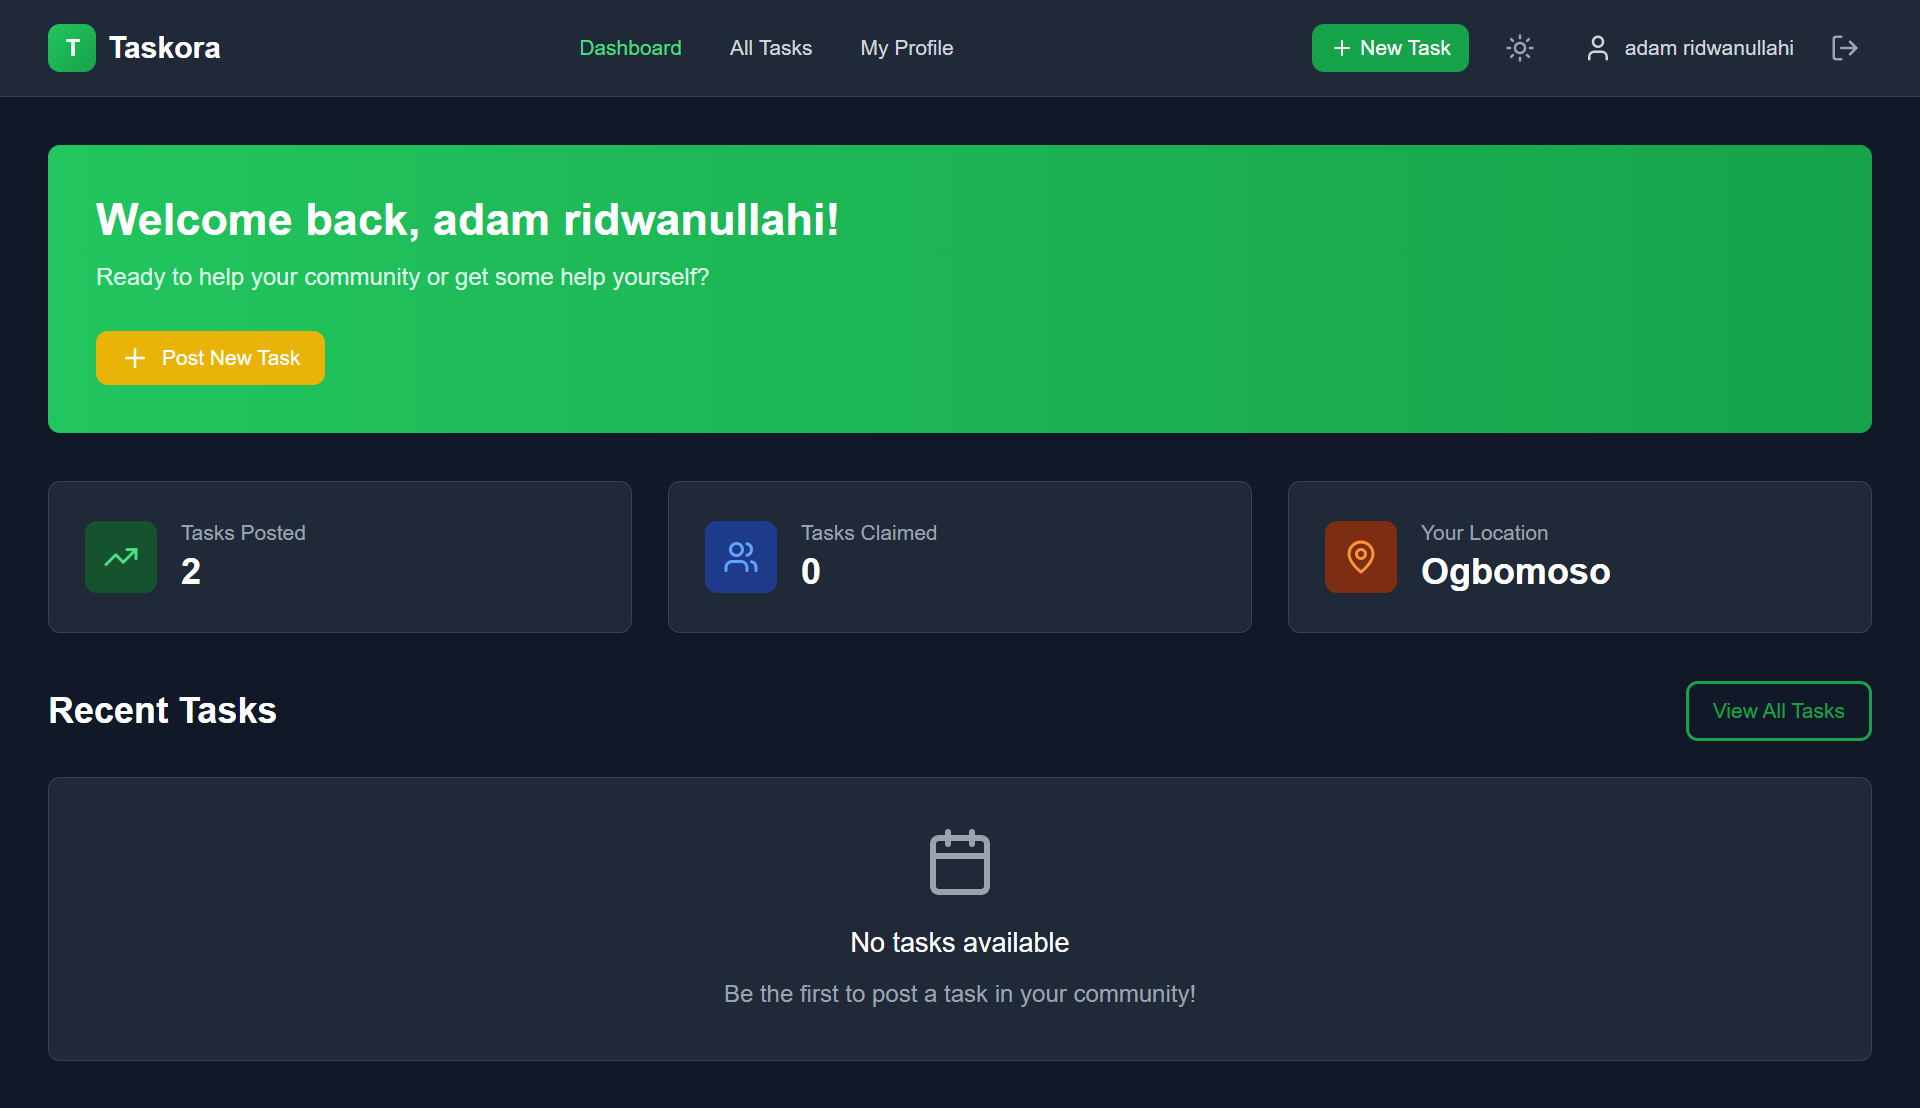 T Taskora
Dashboard All Tasks My Profile
New Task
adam ridwanullahi
Welcome back, adam ridwanullahi!
Ready to help your community or get some help yourself?
Post New Task
Tasks Posted
2
Tasks Claimed
0
Your Location
Ogbomoso
Recent Tasks
View All Tasks
No tasks available
Be the first to post a task in your community!